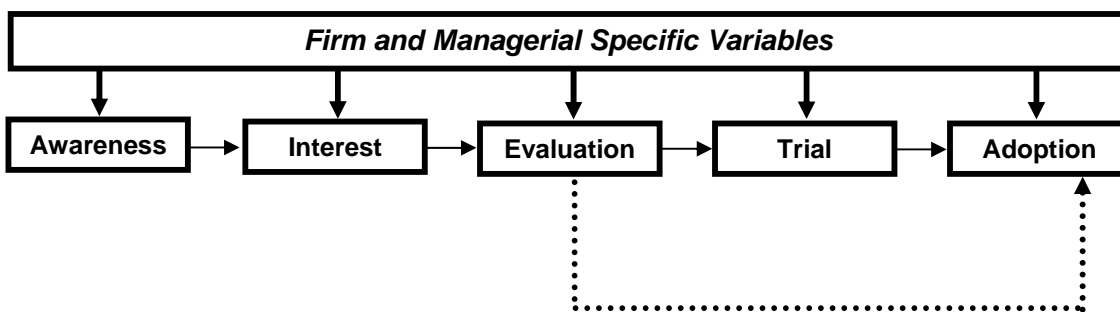 Firm and Managerial Specific Variables
Awareness
Interest
Evaluation
Trial
Adoption